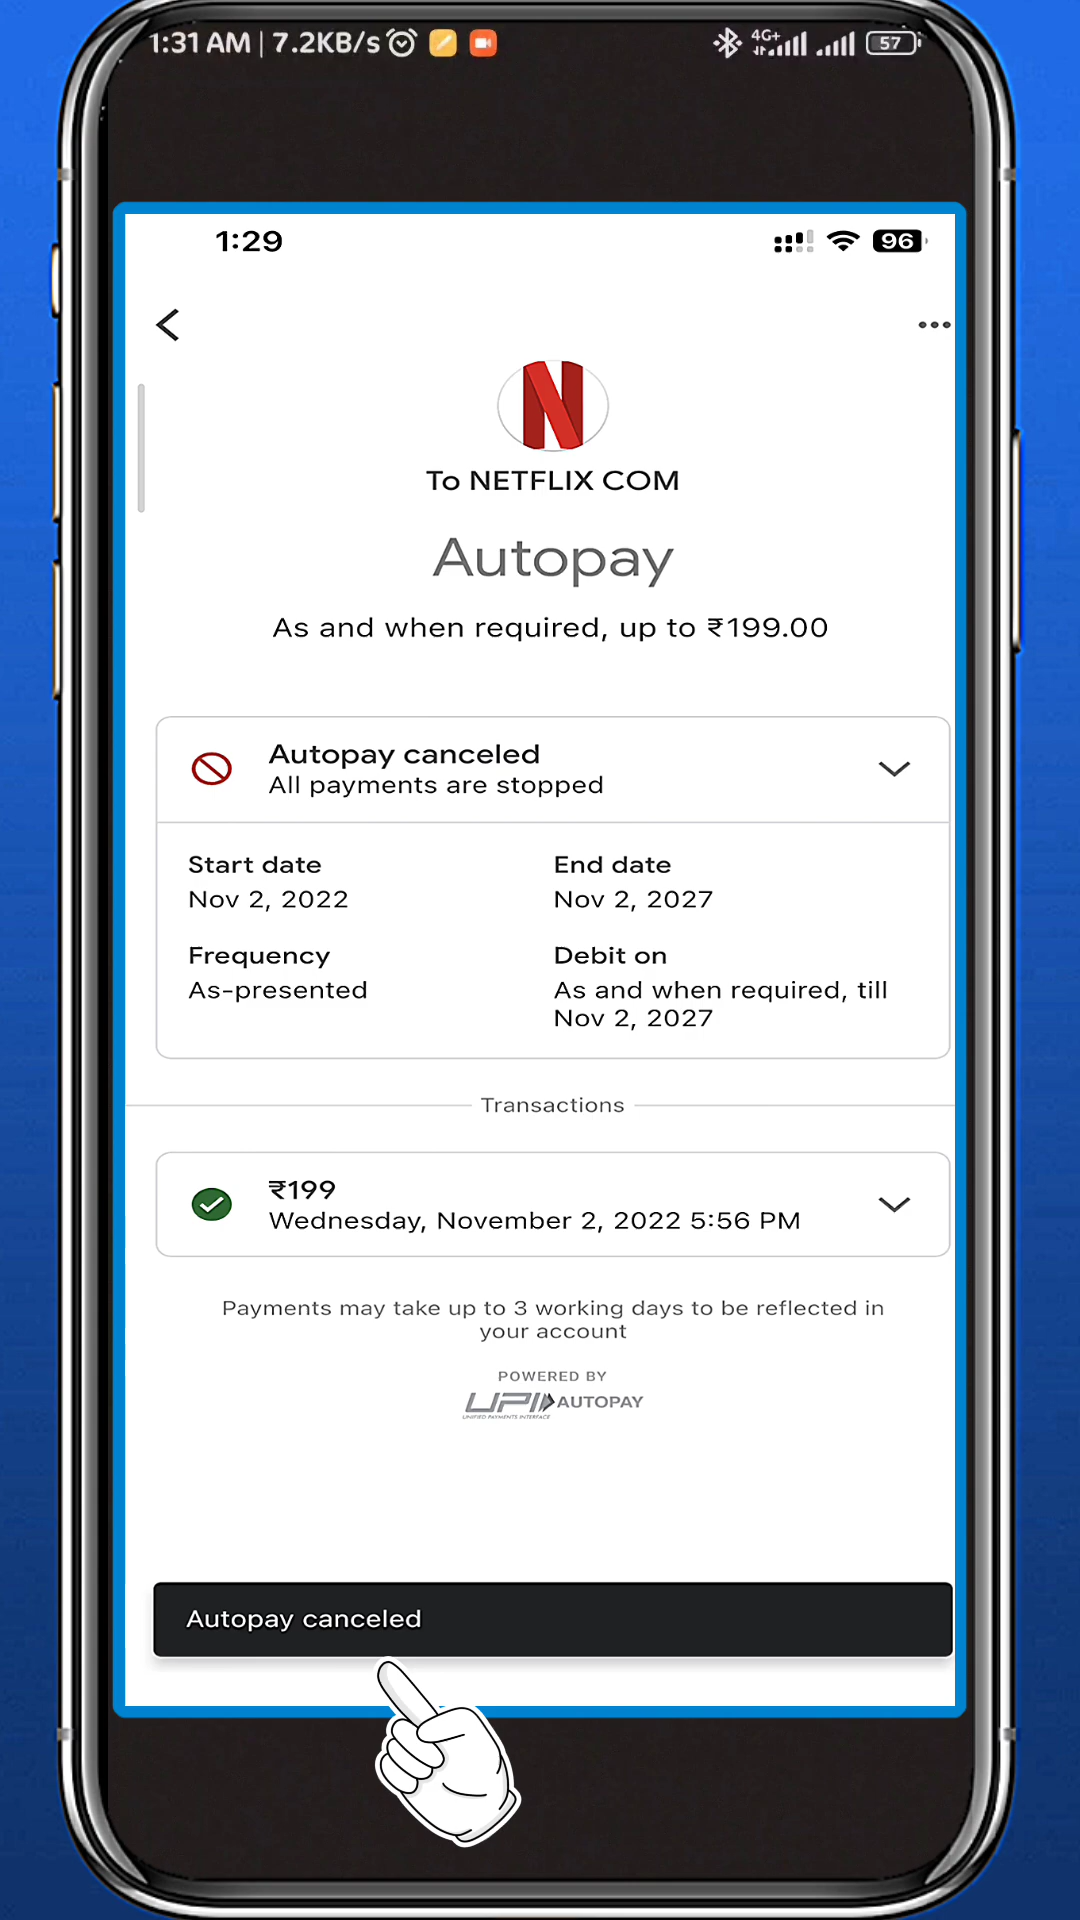 1:31 AM | 7.2KB/s 4G+ 57
1:29 96
N
To NETFLIX COM
Autopay
As and when required, up to ₹199.00
Autopay canceled
All payments are stopped
Start date
Nov 2, 2022
End date
Nov 2, 2027
Frequency
As-presented
Debit on
As and when required, till
Nov 2, 2027
Transactions
₹199
Wednesday, November 2, 2022 5:56 PM
Payments may take up to 3 working days to be reflected in
your account
POWERED BY
UPI AUTOPAY
UNIFIED PAYMENTS INTERFACE
Autopay canceled